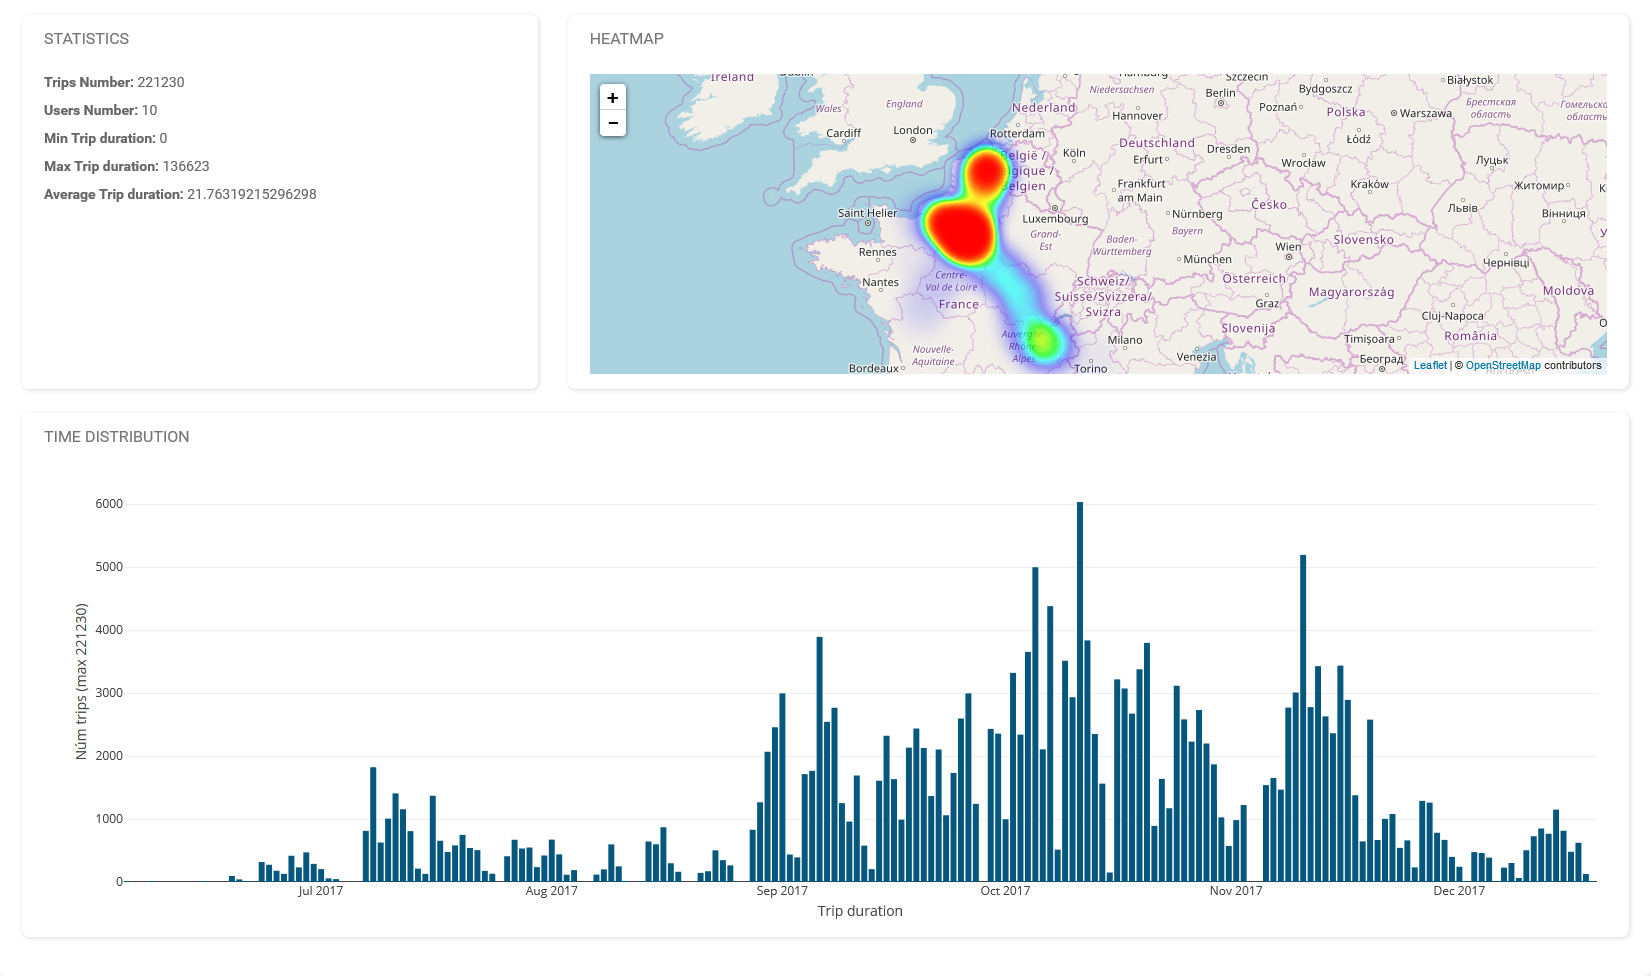 STATISTICS
Trips Number: 221230
Users Number: 10
Min Trip duration: 0
Max Trip duration: 136623
Average Trip duration: 21.76319215296298
HEATMAP
+
−
Ireland
Wales
England
Cardiff
London
Nederland
Rotterdam
Niedersachsen
Hannover
Berlin
Szczecin
Bydgoszcz
Białystok
Poznań
Polska
Warszawa
Брестская
область
Łódź
België /
Belgien
Köln
Deutschland
Erfurt
Dresden
Wrocław
Луцьк
Frankfurt
am Main
Kraków
Житомир
Saint Helier
Luxembourg
Nürnberg
Česko
Львів
Вінниця
Rennes
Grand-
Est
Bayern
Baden-
Württemberg
Wien
Slovensko
München
Чернівці
Nantes
Centre-
Val de Loire
France
Schweiz/
Suisse/Svizzera/
Svizra
Österreich
Magyarország
Moldova
Graz
Cluj-Napoca
Auvergne-
Rhône-
Alpes
Milano
Slovenija
Timișoara
România
Nouvelle-
Aquitaine
Venezia
Београд
Bordeaux
Torino
Leaflet | © OpenStreetMap contributors
TIME DISTRIBUTION
6000
5000
4000
3000
2000
1000
0
Núm trips (max 221230)
Jul 2017
Aug 2017
Sep 2017
Oct 2017
Nov 2017
Dec 2017
Trip duration